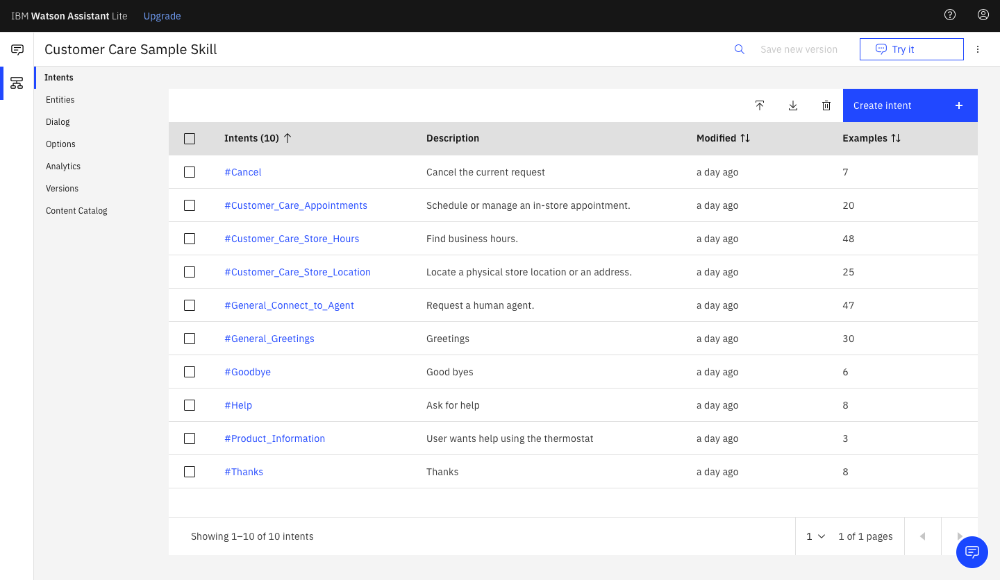 IBM Watson Assistant Lite Upgrade
Customer Care Sample Skill Save new version Try it
Intents
Entities
Dialog
Options
Analytics
Versions
Content Catalog
Create intent +
Intents (10) Description Modified Examples
#Cancel Cancel the current request a day ago 7
#Customer_Care_Appointments Schedule or manage an in-store appointment. a day ago 20
#Customer_Care_Store_Hours Find business hours. a day ago 48
#Customer_Care_Store_Location Locate a physical store location or an address. a day ago 25
#General_Connect_to_Agent Request a human agent. a day ago 47
#General_Greetings Greetings a day ago 30
#Goodbye Good byes a day ago 6
#Help Ask for help a day ago 8
#Product_Information User wants help using the thermostat a day ago 3
#Thanks Thanks a day ago 8
Showing 1–10 of 10 intents 1 1 of 1 pages